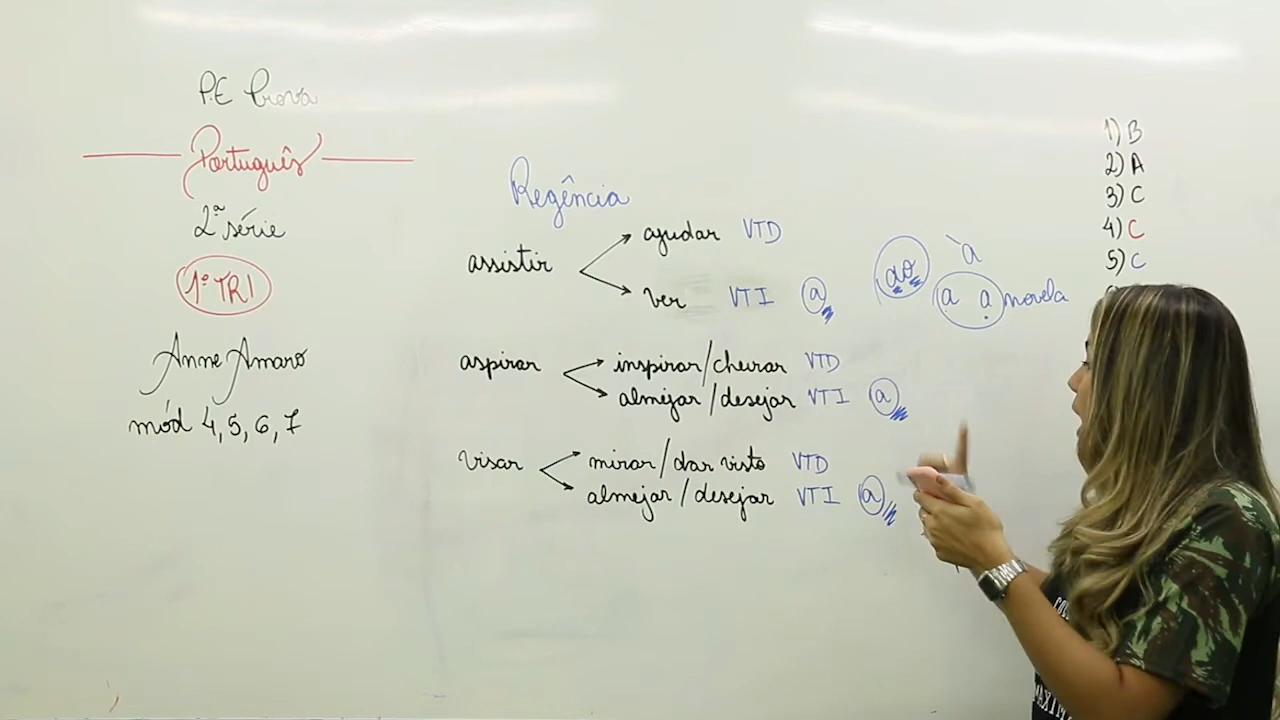 P.E Prova
Português
2ª série
1º TRI
Anne Amaro
mód 4, 5, 6, 7
Regência
assistir
ajudar VTD
ver VTI a
ao
à
a a novela
aspirar
inspirar/cheirar VTD
almejar/desejar VTI a
visar
mirar/dar visto VTD
almejar/desejar VTI a
1) B
2) A
3) C
4) C
5) C